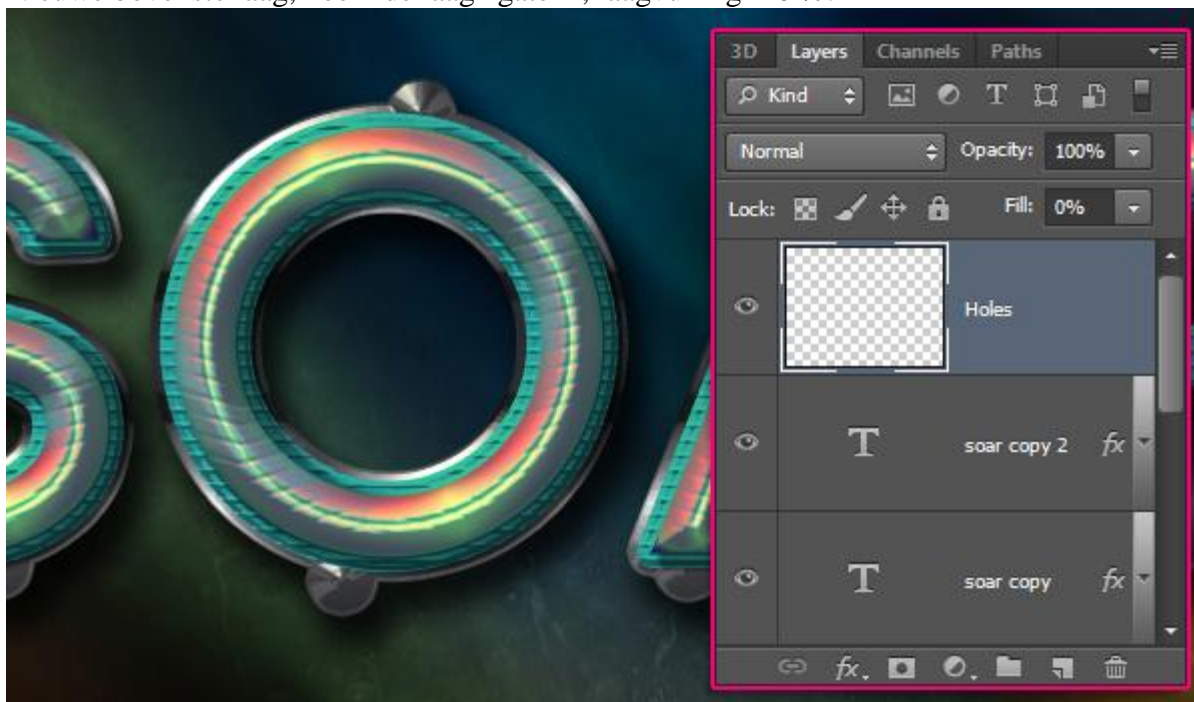 3D Layers Channels Paths
Kind
Normal Opacity: 100%
Lock: Fill: 0%
Holes
T soar copy 2 fx
T soar copy fx
fx